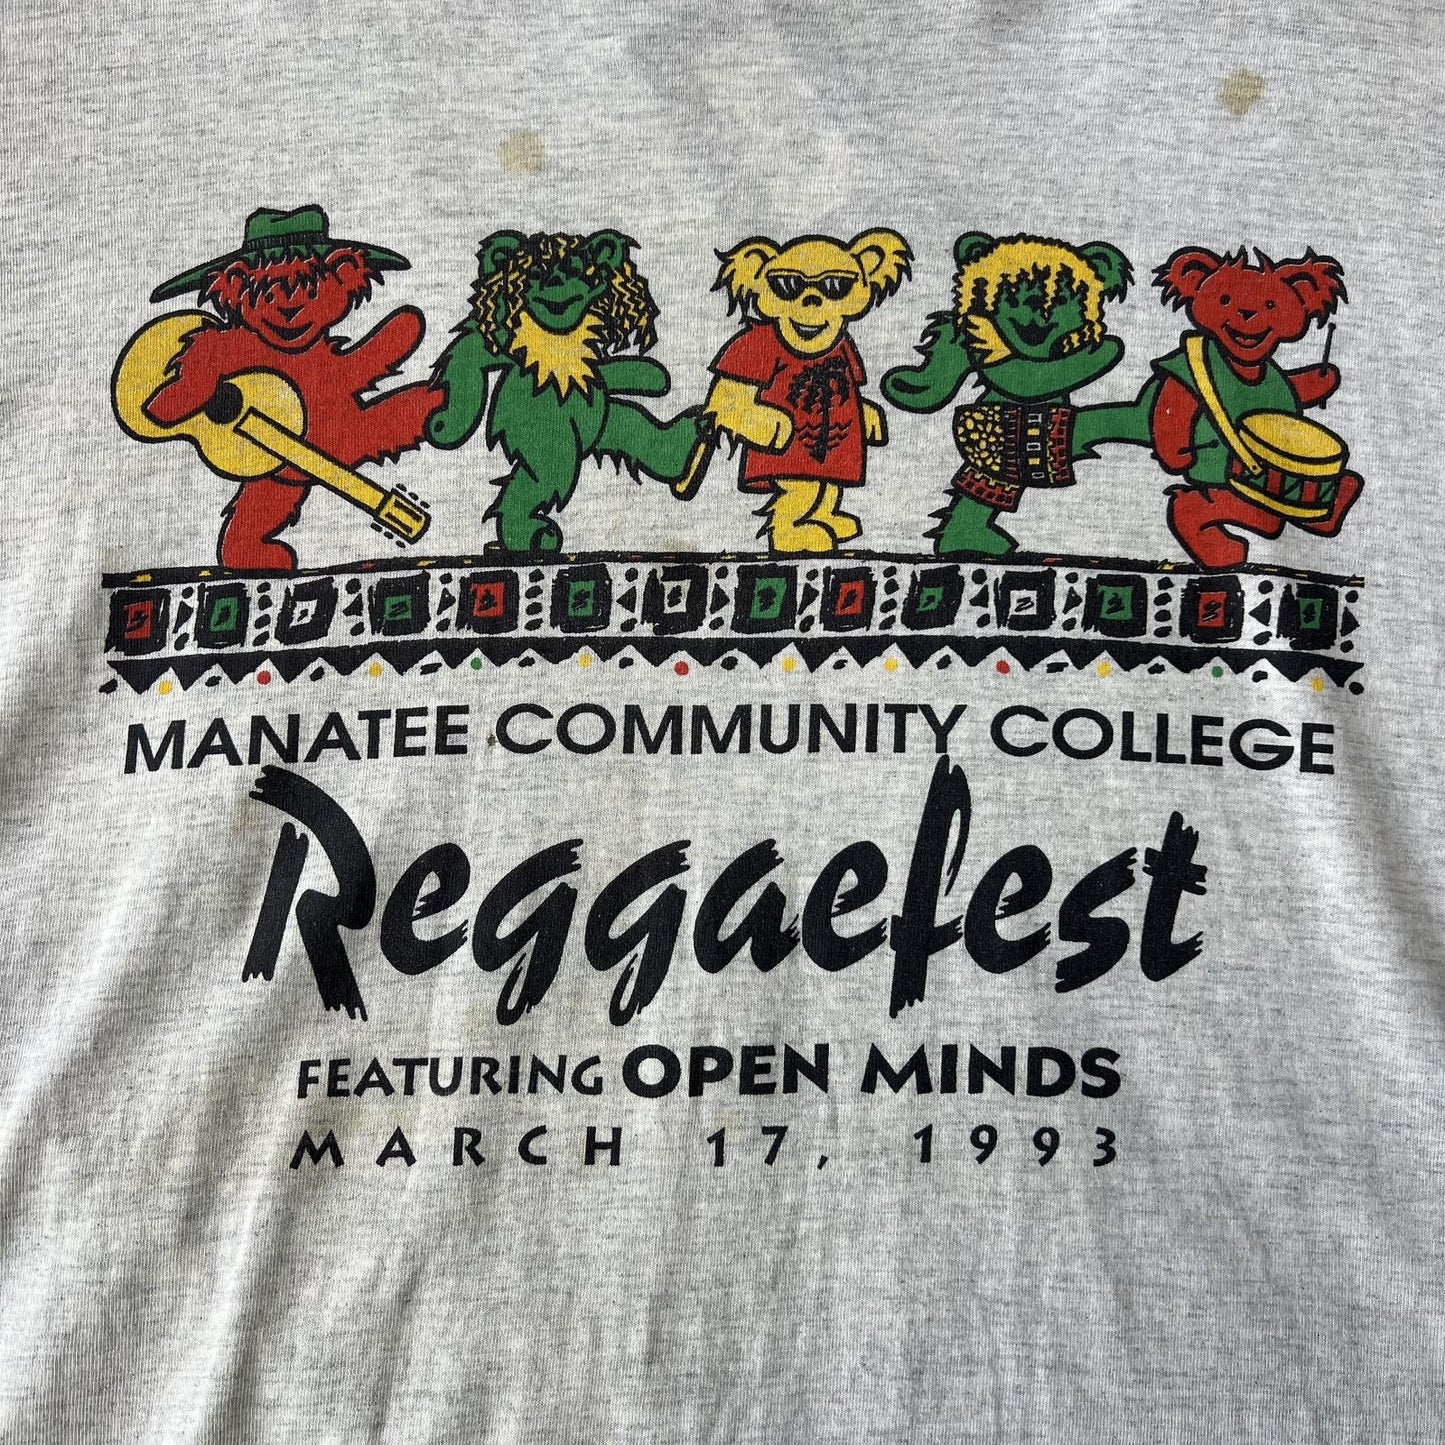 MANATEE COMMUNITY COLLEGE
Reggaefest
FEATURING OPEN MINDS
MARCH 17, 1993